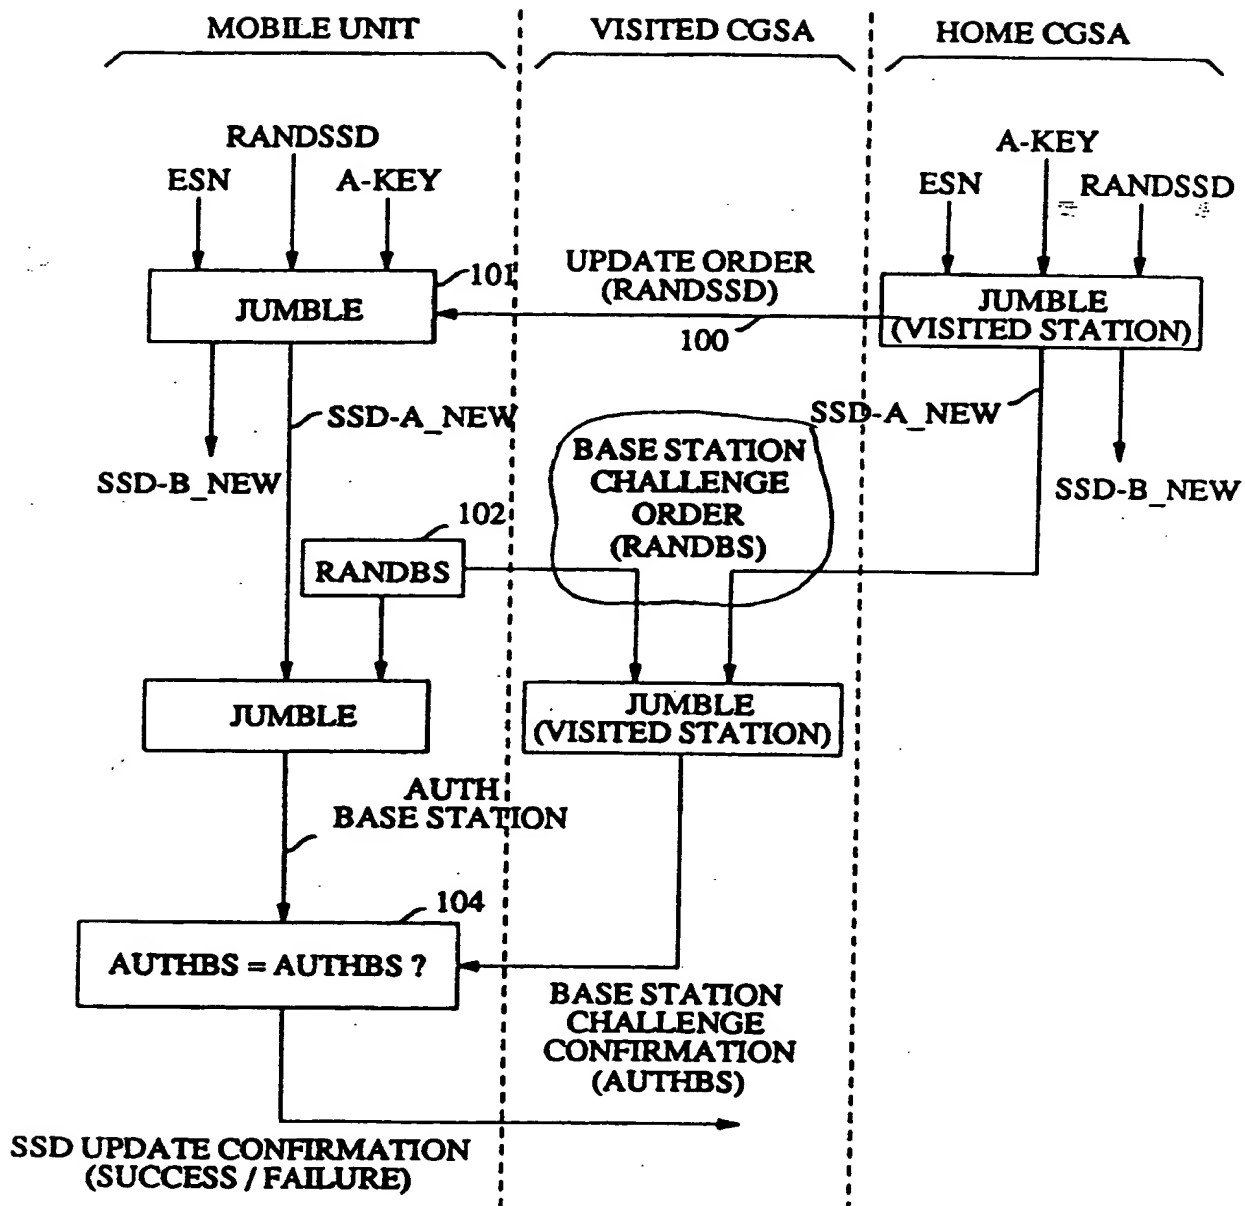 MOBILE UNIT
VISITED CGSA
HOME CGSA
RANDSSD
ESN
A-KEY
A-KEY
ESN
RANDSSD
101
JUMBLE
UPDATE ORDER
(RANDSSD)
100
JUMBLE
(VISITED STATION)
SSD-A_NEW
SSD-B_NEW
SSD-A_NEW
SSD-B_NEW
BASE STATION
CHALLENGE
ORDER
(RANDBS)
102
RANDBS
JUMBLE
JUMBLE
(VISITED STATION)
AUTH
BASE STATION
104
AUTHBS = AUTHBS ?
BASE STATION
CHALLENGE
CONFIRMATION
(AUTHBS)
SSD UPDATE CONFIRMATION
(SUCCESS / FAILURE)